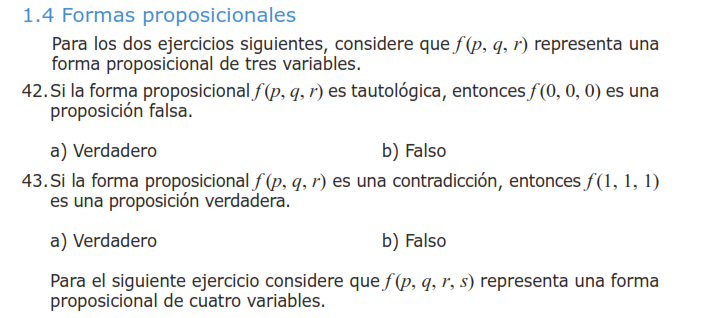 1.4 Formas proposicionales
Para los dos ejercicios siguientes, considere que f (p, q, r) representa una
forma proposicional de tres variables.
42. Si la forma proposicional f (p, q, r) es tautológica, entonces f (0, 0, 0) es una
proposición falsa.
a) Verdadero b) Falso
43. Si la forma proposicional f (p, q, r) es una contradicción, entonces f (1, 1, 1)
es una proposición verdadera.
a) Verdadero b) Falso
Para el siguiente ejercicio considere que f (p, q, r, s) representa una forma
proposicional de cuatro variables.